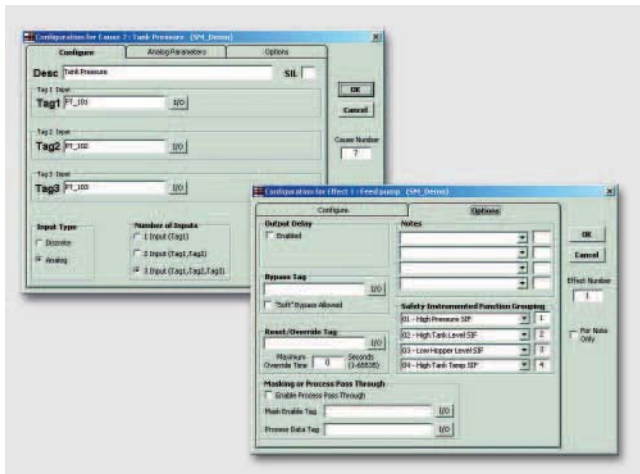 Configuration for Cause 7 : Tank Pressure (SM_Demo)
Configure
Analog Parameters
Options
Desc Tank Pressure
SIL
OK
Cancel
Cause Number
7
Tag 1 Input
Tag1 PT_101 I/O
Tag 2 Input
Tag2 PT_102 I/O
Tag 3 Input
Tag3 PT_103 I/O
Input Type
Discrete
Analog
Number of Inputs
1 Input (Tag1)
2 Input (Tag1,Tag2)
3 Input (Tag1,Tag2,Tag3)
Configuration for Effect 1 : Feed pump (SM_Demo)
Configure
Options
Output Delay
Enabled
Notes
OK
Cancel
Effect Number
1
For Note Only
Bypass Tag
I/O
"Soft" Bypass Allowed
Reset/Override Tag
I/O
Maximum Override Time 0 Seconds (1-65535)
Safety Instrumented Function Grouping
01 - High Pressure SIF 1
02 - High Tank Level SIF 2
03 - Low Hopper Level SIF 3
04 - High Tank Temp SIF 4
Masking or Process Pass Through
Enable Process Pass Through
Mask Enable Tag I/O
Process Data Tag I/O